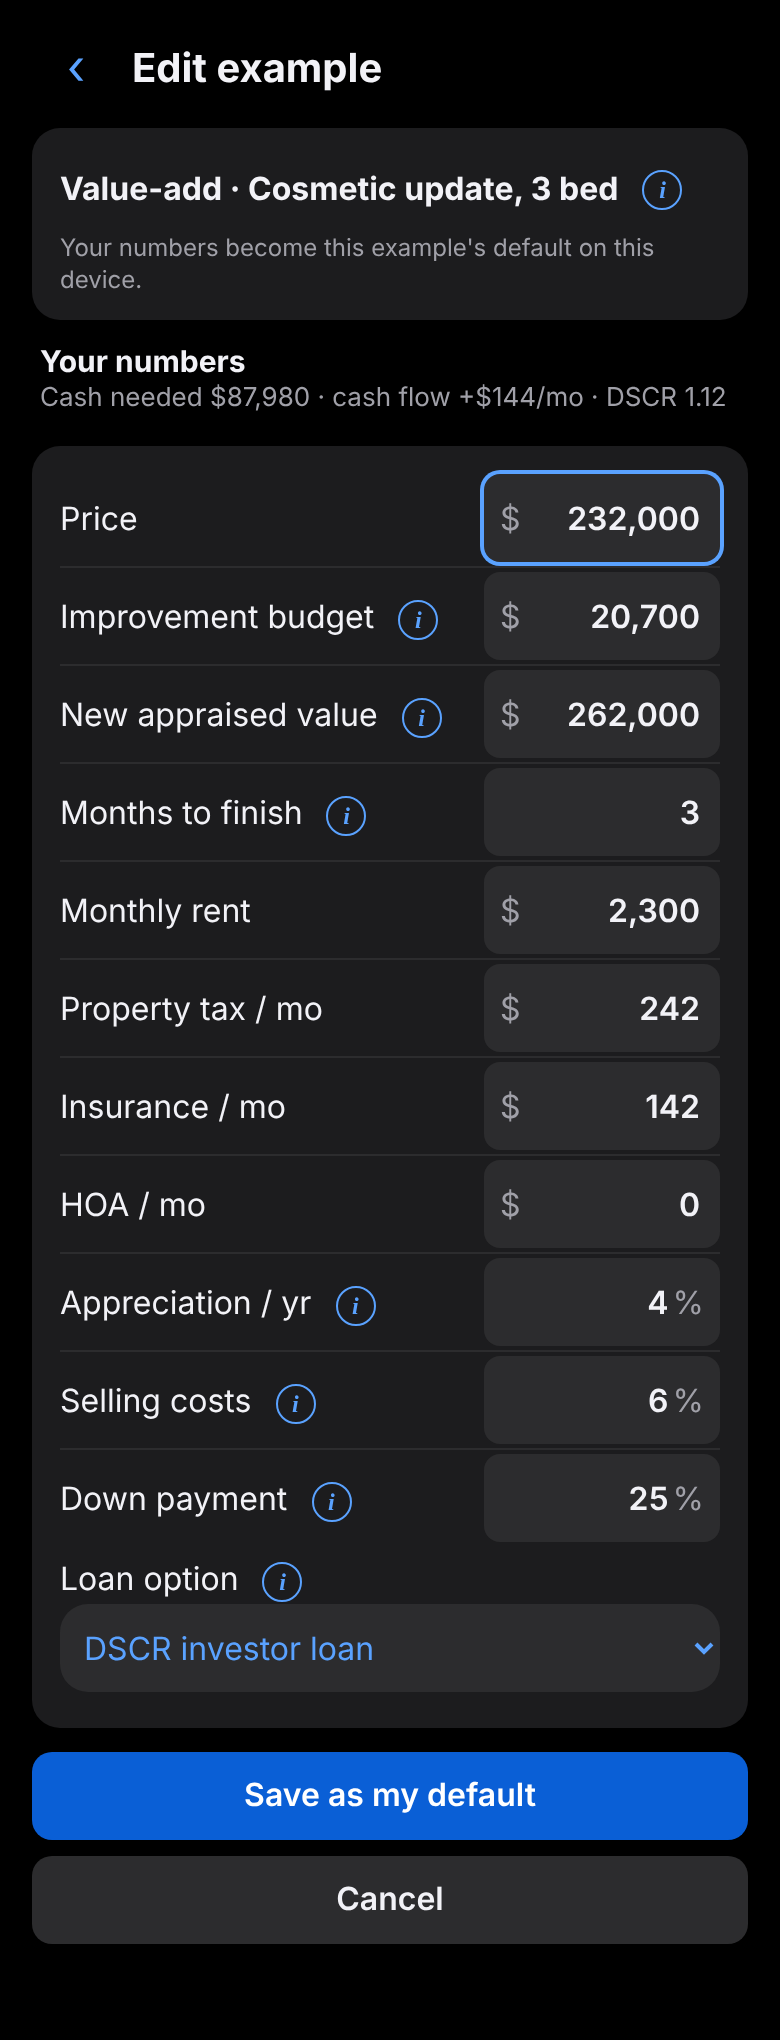 Edit example
Value-add · Cosmetic update, 3 bed i
Your numbers become this example's default on this
device.
Your numbers
Cash needed $87,980 · cash flow +$144/mo · DSCR 1.12
Price $ 232,000
Improvement budget i $ 20,700
New appraised value i $ 262,000
Months to finish i 3
Monthly rent $ 2,300
Property tax / mo $ 242
Insurance / mo $ 142
HOA / mo $ 0
Appreciation / yr i 4 %
Selling costs i 6 %
Down payment i 25 %
Loan option i
DSCR investor loan
Save as my default
Cancel